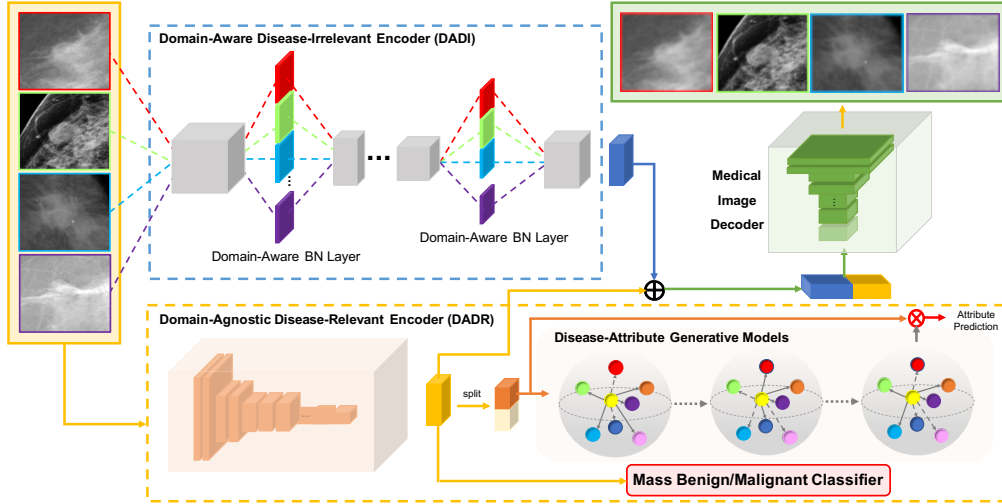 Domain-Aware Disease-Irrelevant Encoder (DADI)
Domain-Aware BN Layer
Domain-Aware BN Layer
Medical
Image
Decoder
Domain-Agnostic Disease-Relevant Encoder (DADR)
split
Disease-Attribute Generative Models
Attribute
Prediction
Mass Benign/Malignant Classifier